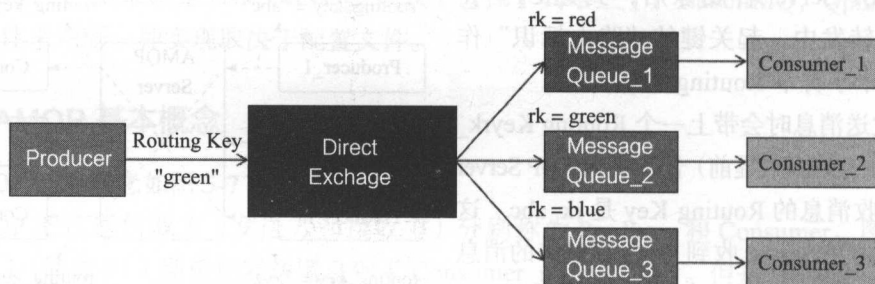 rk = red
Message
Queue_1
Consumer_1
rk = green
Producer
Routing Key
"green"
Direct
Exchage
Message
Queue_2
Consumer_2
rk = blue
Message
Queue_3
Consumer_3